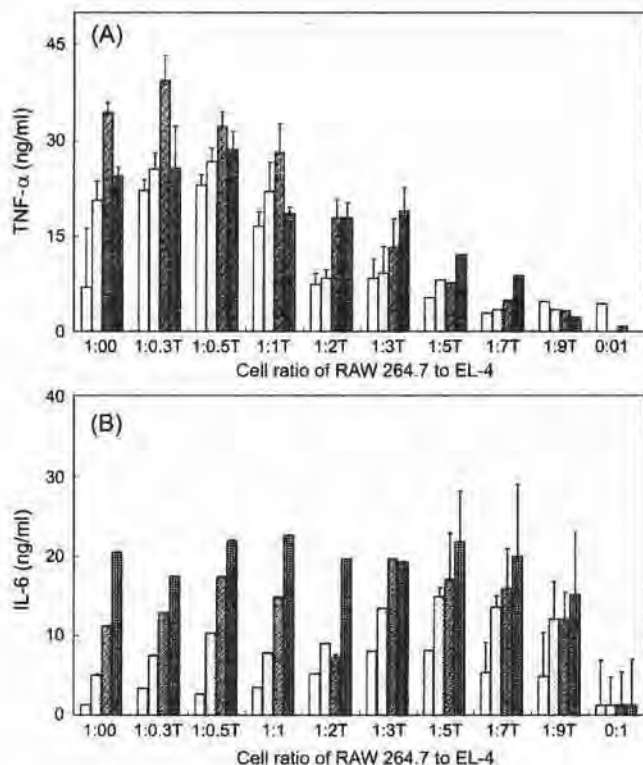 (A)
45
30
15
0
TNF-α (ng/ml)
1:00 1:0.3T 1:0.5T 1:1T 1:2T 1:3T 1:5T 1:7T 1:9T 0:01
Cell ratio of RAW 264.7 to EL-4
(B)
40
30
20
10
0
IL-6 (ng/ml)
1:00 1:0.3T 1:0.5T 1:1 1:2T 1:3T 1:5T 1:7T 1:9T 0:1
Cell ratio of RAW 264.7 to EL-4